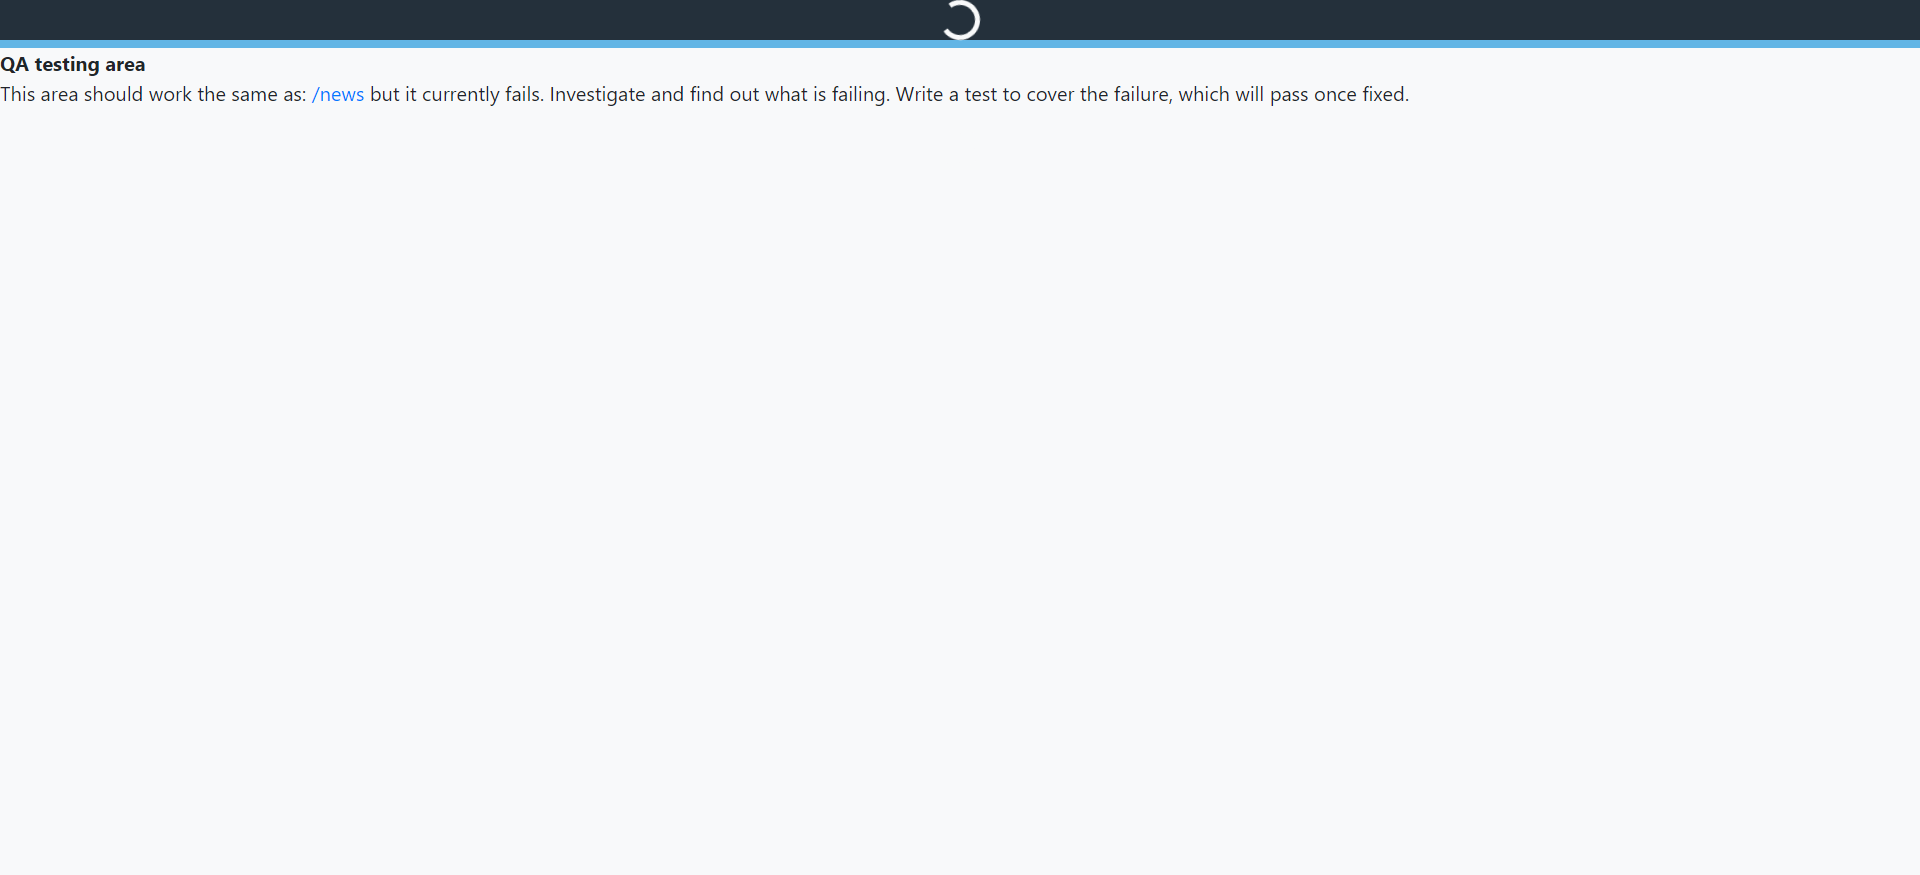 QA testing area
This area should work the same as: /news but it currently fails. Investigate and find out what is failing. Write a test to cover the failure, which will pass once fixed.